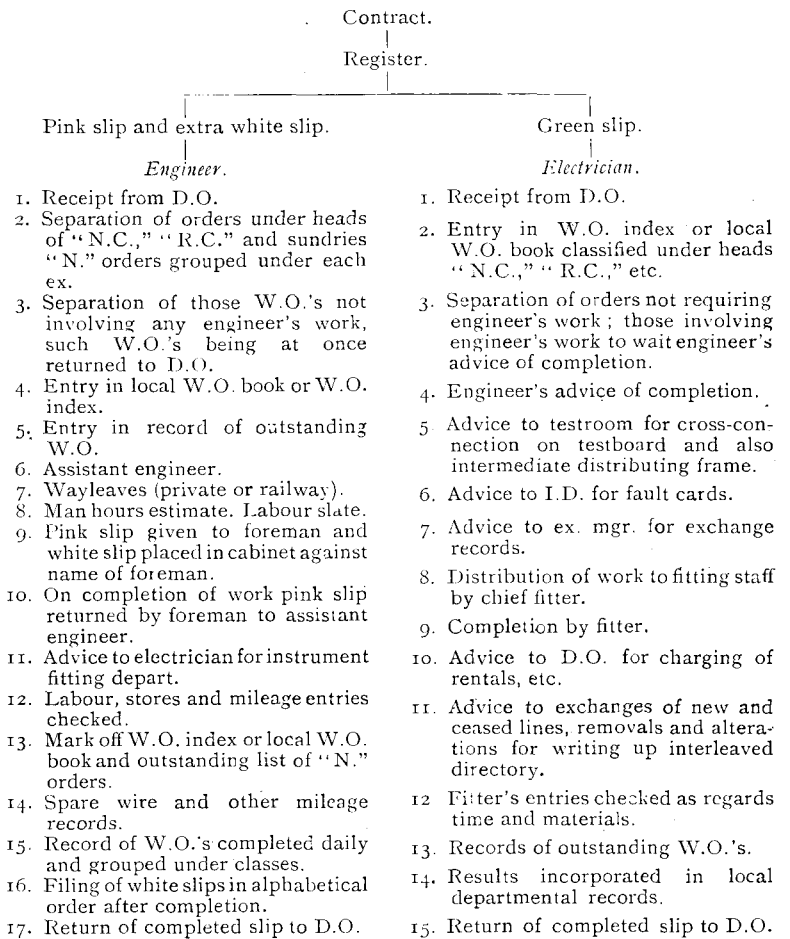 Contract.
Register.
Pink slip and extra white slip.
Engineer.
1. Receipt from D.O.
2. Separation of orders under heads
of "N.C.," "R.C." and sundries
"N." orders grouped under each
ex.
3. Separation of those W.O.'s not
involving any engineer's work,
such W.O.'s being at once
returned to D.O.
4. Entry in local W.O. book or W.O.
index.
5. Entry in record of outstanding
W.O.
6. Assistant engineer.
7. Wayleaves (private or railway).
8. Man hours estimate. Labour slate.
9. Pink slip given to foreman and
white slip placed in cabinet against
name of foreman.
10. On completion of work pink slip
returned by foreman to assistant
engineer.
11. Advice to electrician for instrument
fitting depart.
12. Labour, stores and mileage entries
checked.
13. Mark off W.O. index or local W.O.
book and outstanding list of "N."
orders.
14. Spare wire and other mileage
records.
15. Record of W.O.'s completed daily
and grouped under classes.
16. Filing of white slips in alphabetical
order after completion.
17. Return of completed slip to D.O.
Green slip.
Electrician.
1. Receipt from D.O.
2. Entry in W.O. index or local
W.O. book classified under heads
"N.C.," "R.C.," etc.
3. Separation of orders not requiring
engineer's work; those involving
engineer's work to wait engineer's
advice of completion.
4. Engineer's advice of completion.
5 Advice to testroom for cross-con-
nection on testboard and also
intermediate distributing frame.
6. Advice to I.D. for fault cards.
7. Advice to ex. mgr. for exchange
records.
8. Distribution of work to fitting staff
by chief fitter.
9. Completion by fitter.
10. Advice to D.O. for charging of
rentals, etc.
11. Advice to exchanges of new and
ceased lines, removals and altera-
tions for writing up interleaved
directory.
12 Fitter's entries checked as regards
time and materials.
13. Records of outstanding W.O.'s.
14. Results incorporated in local
departmental records.
15. Return of completed slip to D.O.